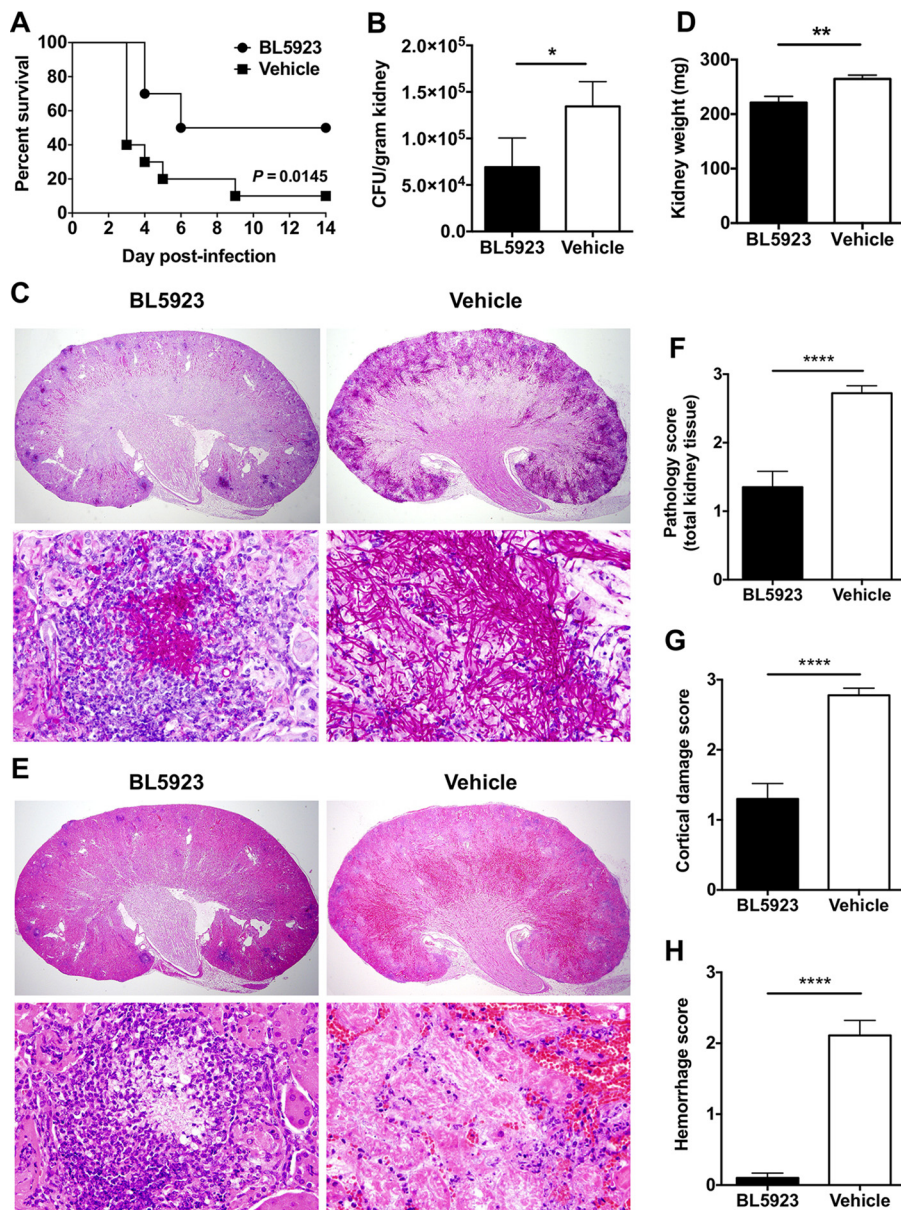 A
Percent survival
100
80
60
40
20
0
BL5923
Vehicle
P = 0.0145
0 2 4 6 8 10 12 14
Day post-infection
B
CFU/gram kidney
2.0×10⁵
1.5×10⁵
1.0×10⁵
5.0×10⁴
0
*
BL5923 Vehicle
D
Kidney weight (mg)
300
200
100
0
**
BL5923 Vehicle
C
BL5923 Vehicle
E
BL5923 Vehicle
F
Pathology score
(total kidney tissue)
3
2
1
0
****
BL5923 Vehicle
G
Cortical damage score
3
2
1
0
****
BL5923 Vehicle
H
Hemorrhage score
3
2
1
0
****
BL5923 Vehicle